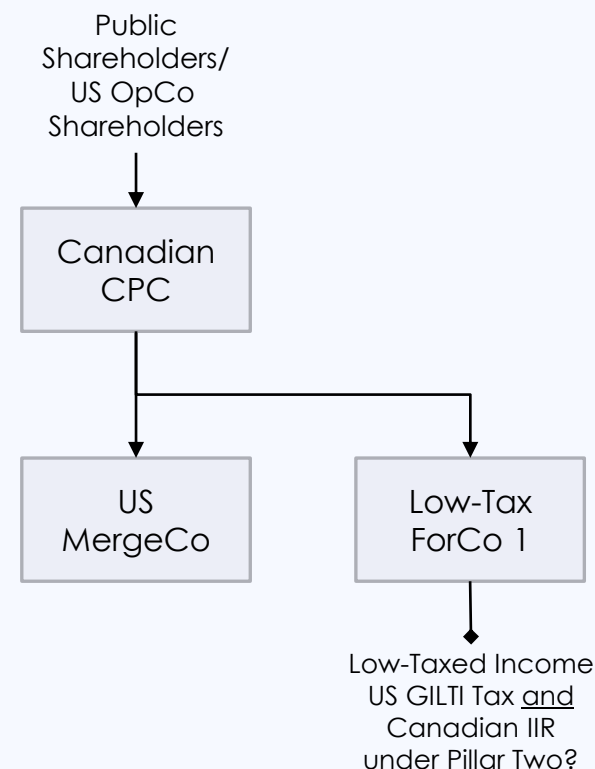 Public
Shareholders/
US OpCo
Shareholders
Canadian
CPC
US
MergeCo
Low-Tax
ForCo 1
Low-Taxed Income
US GILTI Tax and
Canadian IIR
under Pillar Two?